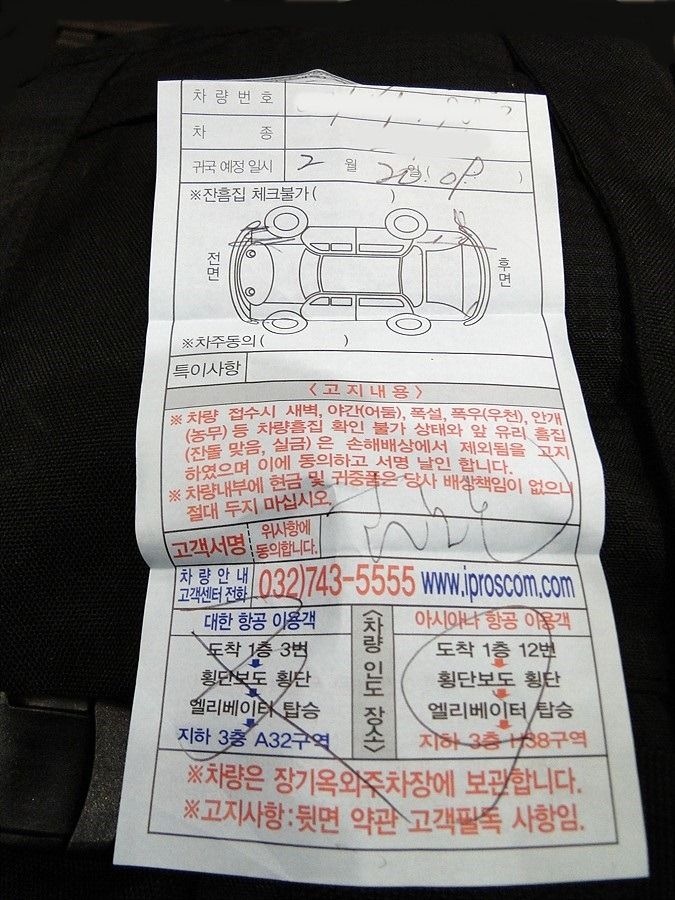 차 량 번 호
차 종
귀국 예정 일시 2 월 20 일( 0P )
※잔흠집 체크불가( )
전면
후면
※차주동의( )
특이사항
<고지내용>
※차량 접수시 새벽, 야간(어둠), 폭설, 폭우(우천), 안개
(농무) 등 차량흠집 확인 불가 상태와 앞 유리 흠집
(잔돌 맞음, 실금) 은 손해배상에서 제외됨을 고지
하였으며 이에 동의하고 서명 날인 합니다.
※차량내부에 현금 및 귀중품은 당사 배상책임이 없으니
절대 두지 마십시오.
고객서명
위사항에
동의합니다.
차 량 안 내
고객센터 전화
032)743-5555 www.iproscom.com
대한 항공 이용객
도착 1층 3번
횡단보도 횡단
엘리베이터 탑승
지하 3층 A32구역
<차량 인도 장소>
아시아나 항공 이용객
도착 1층 12번
횡단보도 횡단
엘리베이터 탑승
지하 3층 H38구역
※차량은 장기옥외주차장에 보관합니다.
※고지사항:뒷면 약관 고객필독 사항임.